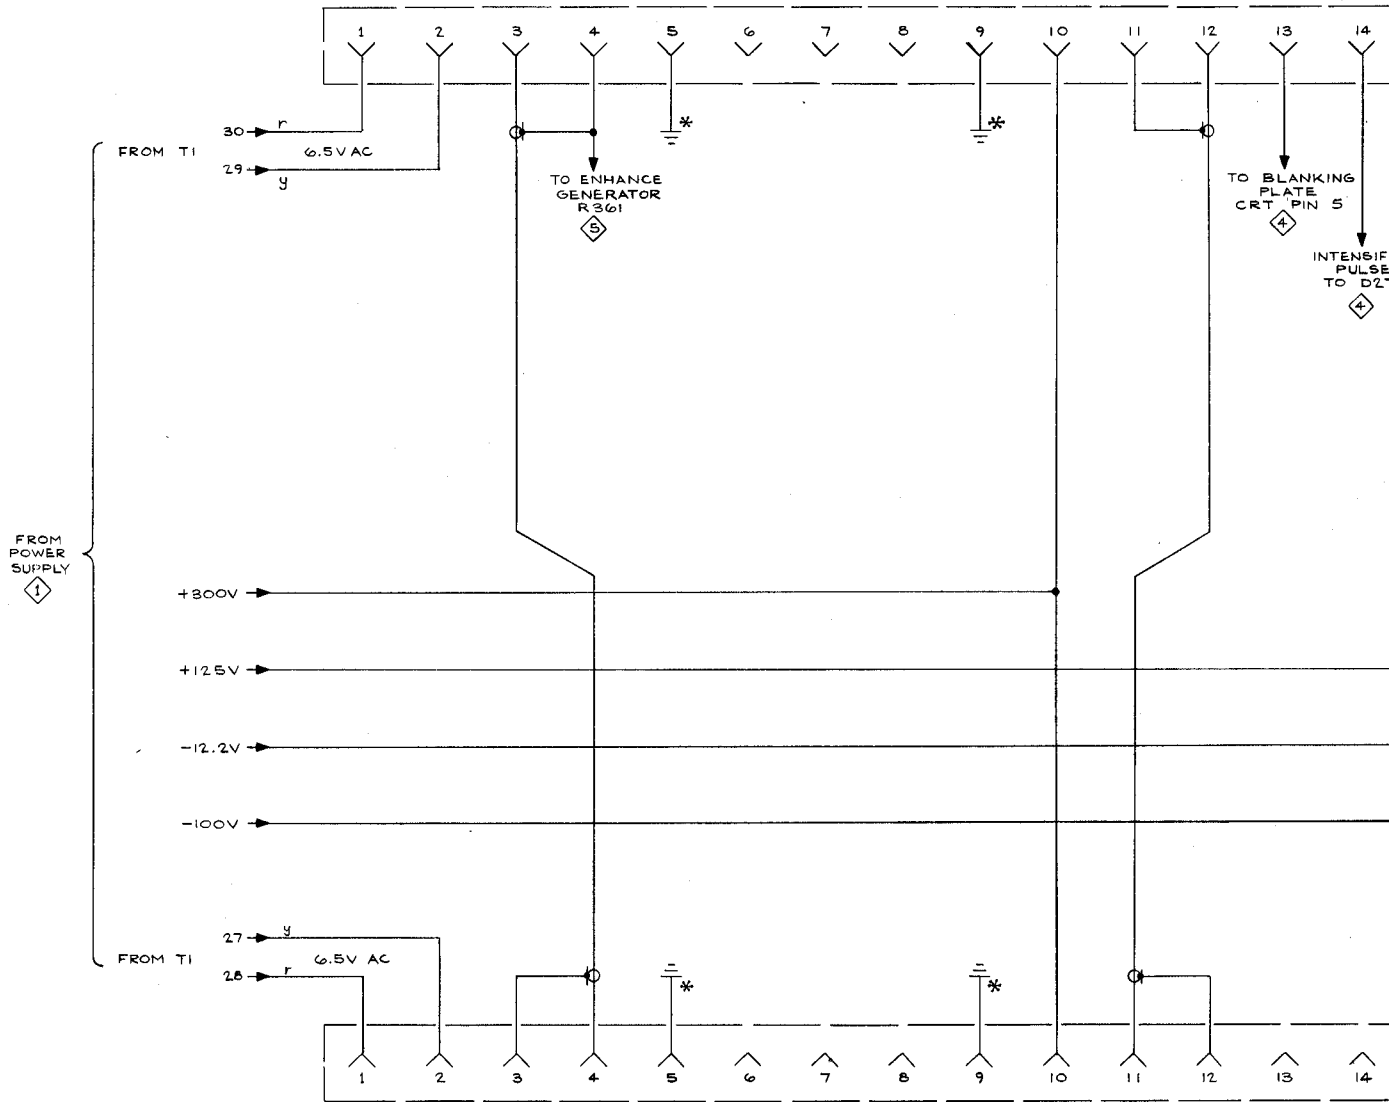 1 2 3 4 5 6 7 8 9 10 11 12 13 14
30 r
FROM T1 6.5V AC
29 y
* *
TO ENHANCE
GENERATOR
R361
5
TO BLANKING
PLATE
CRT PIN 5
4
INTENSIF
PULSE
TO D2
4
FROM
POWER
SUPPLY
1
+300V
+125V
-12.2V
-100V
27 y
FROM T1 6.5V AC
28 r
* *
1 2 3 4 5 6 7 8 9 10 11 12 13 14